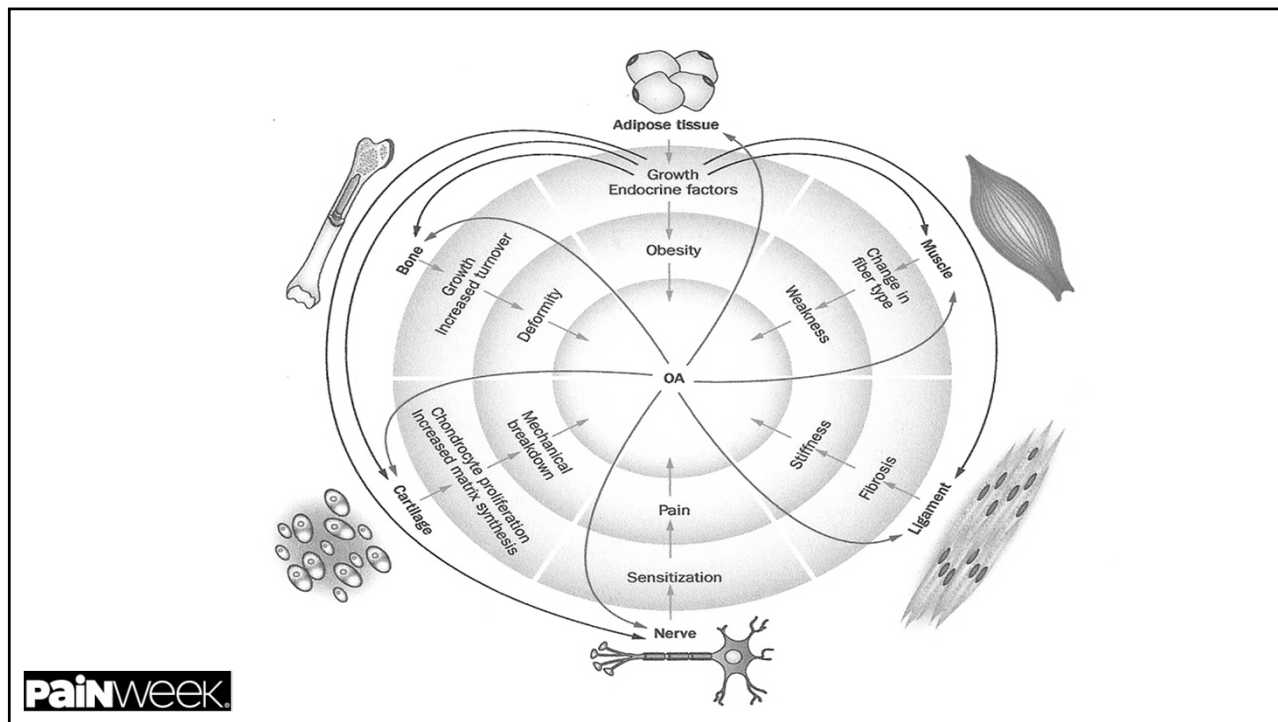 Adipose tissue
Growth
Endocrine factors
Obesity
Bone
Growth
Increased turnover
Deformity
Muscle
Change in
fiber type
Weakness
OA
Cartilage
Chondrocyte proliferation
Increased matrix synthesis
Mechanical
breakdown
Stiffness
Fibrosis
Ligament
Pain
Sensitization
Nerve
PaiNWeek.